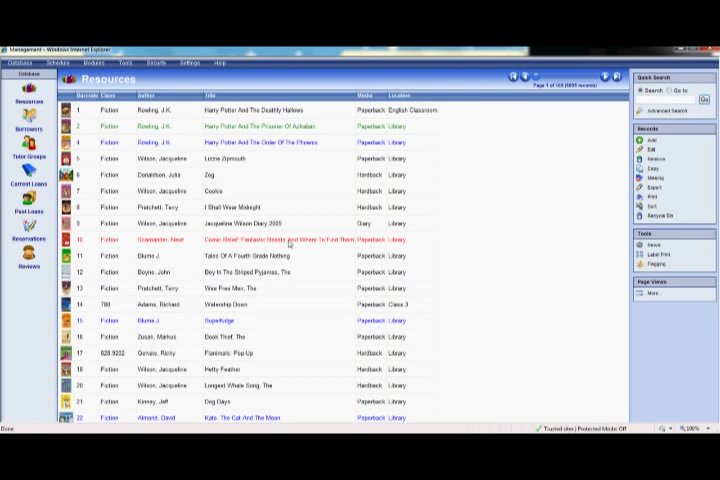 Management - Windows Internet Explorer
Database Schedule Modules Tools Security Settings Help
Database
Resources
Borrowers
Tutor Groups
Current Loans
Past Loans
Reservations
Reviews
Resources
Page 1 of
records)
Barcode Class Author Title Media Location
1 Fiction Rowling, J.K. Harry Potter And The Deathly Hallows Paperback English Classroom
2 Fiction Rowling, J.K. Harry Potter And The Prisoner Of Azkaban Paperback Library
4 Fiction Rowling, J.K. Harry Potter And The Order Of The Phoenix Paperback Library
5 Fiction Wilson, Jacqueline Lizzie Zipmouth Paperback Library
6 Fiction Donaldson, Julia Zog Hardback Library
7 Fiction Wilson, Jacqueline Cookie Hardback Library
8 Fiction Pratchett, Terry I Shall Wear Midnight Hardback Library
9 Fiction Wilson, Jacqueline Jacqueline Wilson Diary 2009 Diary Library
10 Fiction Scamander, Newt Comic Relief: Fantastic Beasts And Where To Find Them Paperback Library
11 Fiction Blume J. Tales Of A Fourth Grade Nothing Paperback Library
12 Fiction Boyne, John Boy In The Striped Pyjamas, The Paperback Library
13 Fiction Pratchett, Terry Wee Free Men, The Paperback Library
14 780 Adams, Richard Watership Down Paperback Class 3
15 Fiction Blume J. Superfudge Paperback Library
16 Fiction Zusak, Markus Book Thief, The Paperback Library
17 828.9202 Gervais, Ricky Flanimals: Pop-Up Hardback Library
18 Fiction Wilson, Jacqueline Hetty Feather Hardback Library
20 Fiction Wilson, Jacqueline Longest Whale Song, The Hardback Library
21 Fiction Kinney, Jeff Dog Days Paperback Library
22 Fiction Almond, David Kate, The Cat And The Moon Paperback Library
Quick Search
Search Go to
Go
Advanced Search
Records
Add
Edit
Remove
Copy
Export
Print
Sort
Recycle Bin
Tools
News
Label Print
Flagging
Page Views
More...
Done Trusted sites | Protected Mode: Off 100%